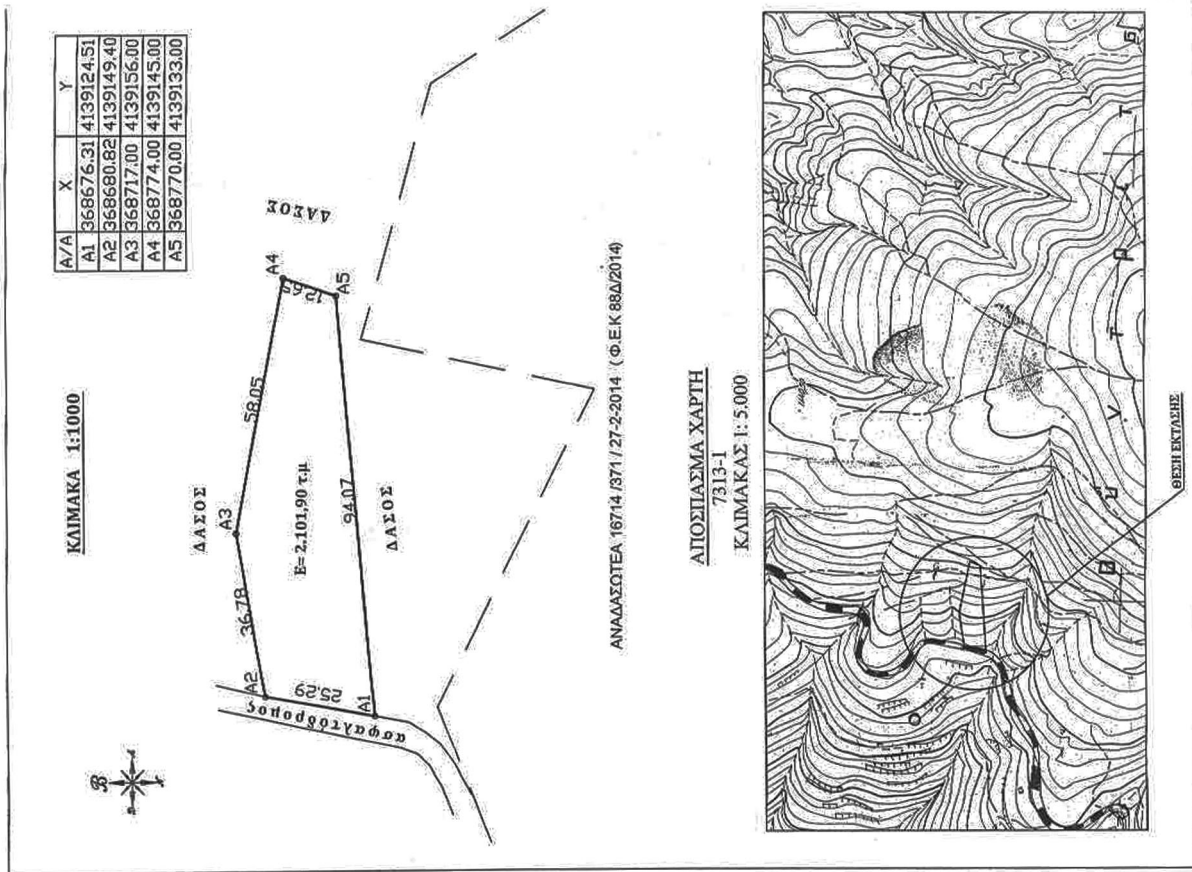 ΚΛΙΜΑΚΑ 1:1000
Α/Α X Y
Α1 368676.31 4139124.51
Α2 368680.82 4139149.40
Α3 368717.00 4139156.00
Α4 368774.00 4139145.00
Α5 368770.00 4139133.00
Β
ΔΑΣΟΣ
ΔΑΣΟΣ
Α3
Α4
36.78
58.05
12.65
Α2
Α5
Ε=2.101,90 τ.μ
25.29
94.07
Α1
ασφαλτόδρομος
ΔΑΣΟΣ
ΑΝΑΔΑΣΩΤΕΑ 16714 /371 / 27-2-2014 ( Φ.Ε.Κ 88Δ/2014)
ΑΠΟΣΠΑΣΜΑ ΧΑΡΤΗ
7313-1
ΚΛΙΜΑΚΑΣ 1: 5.000
ΘΕΣΗ ΕΚΤΑΣΗΣ